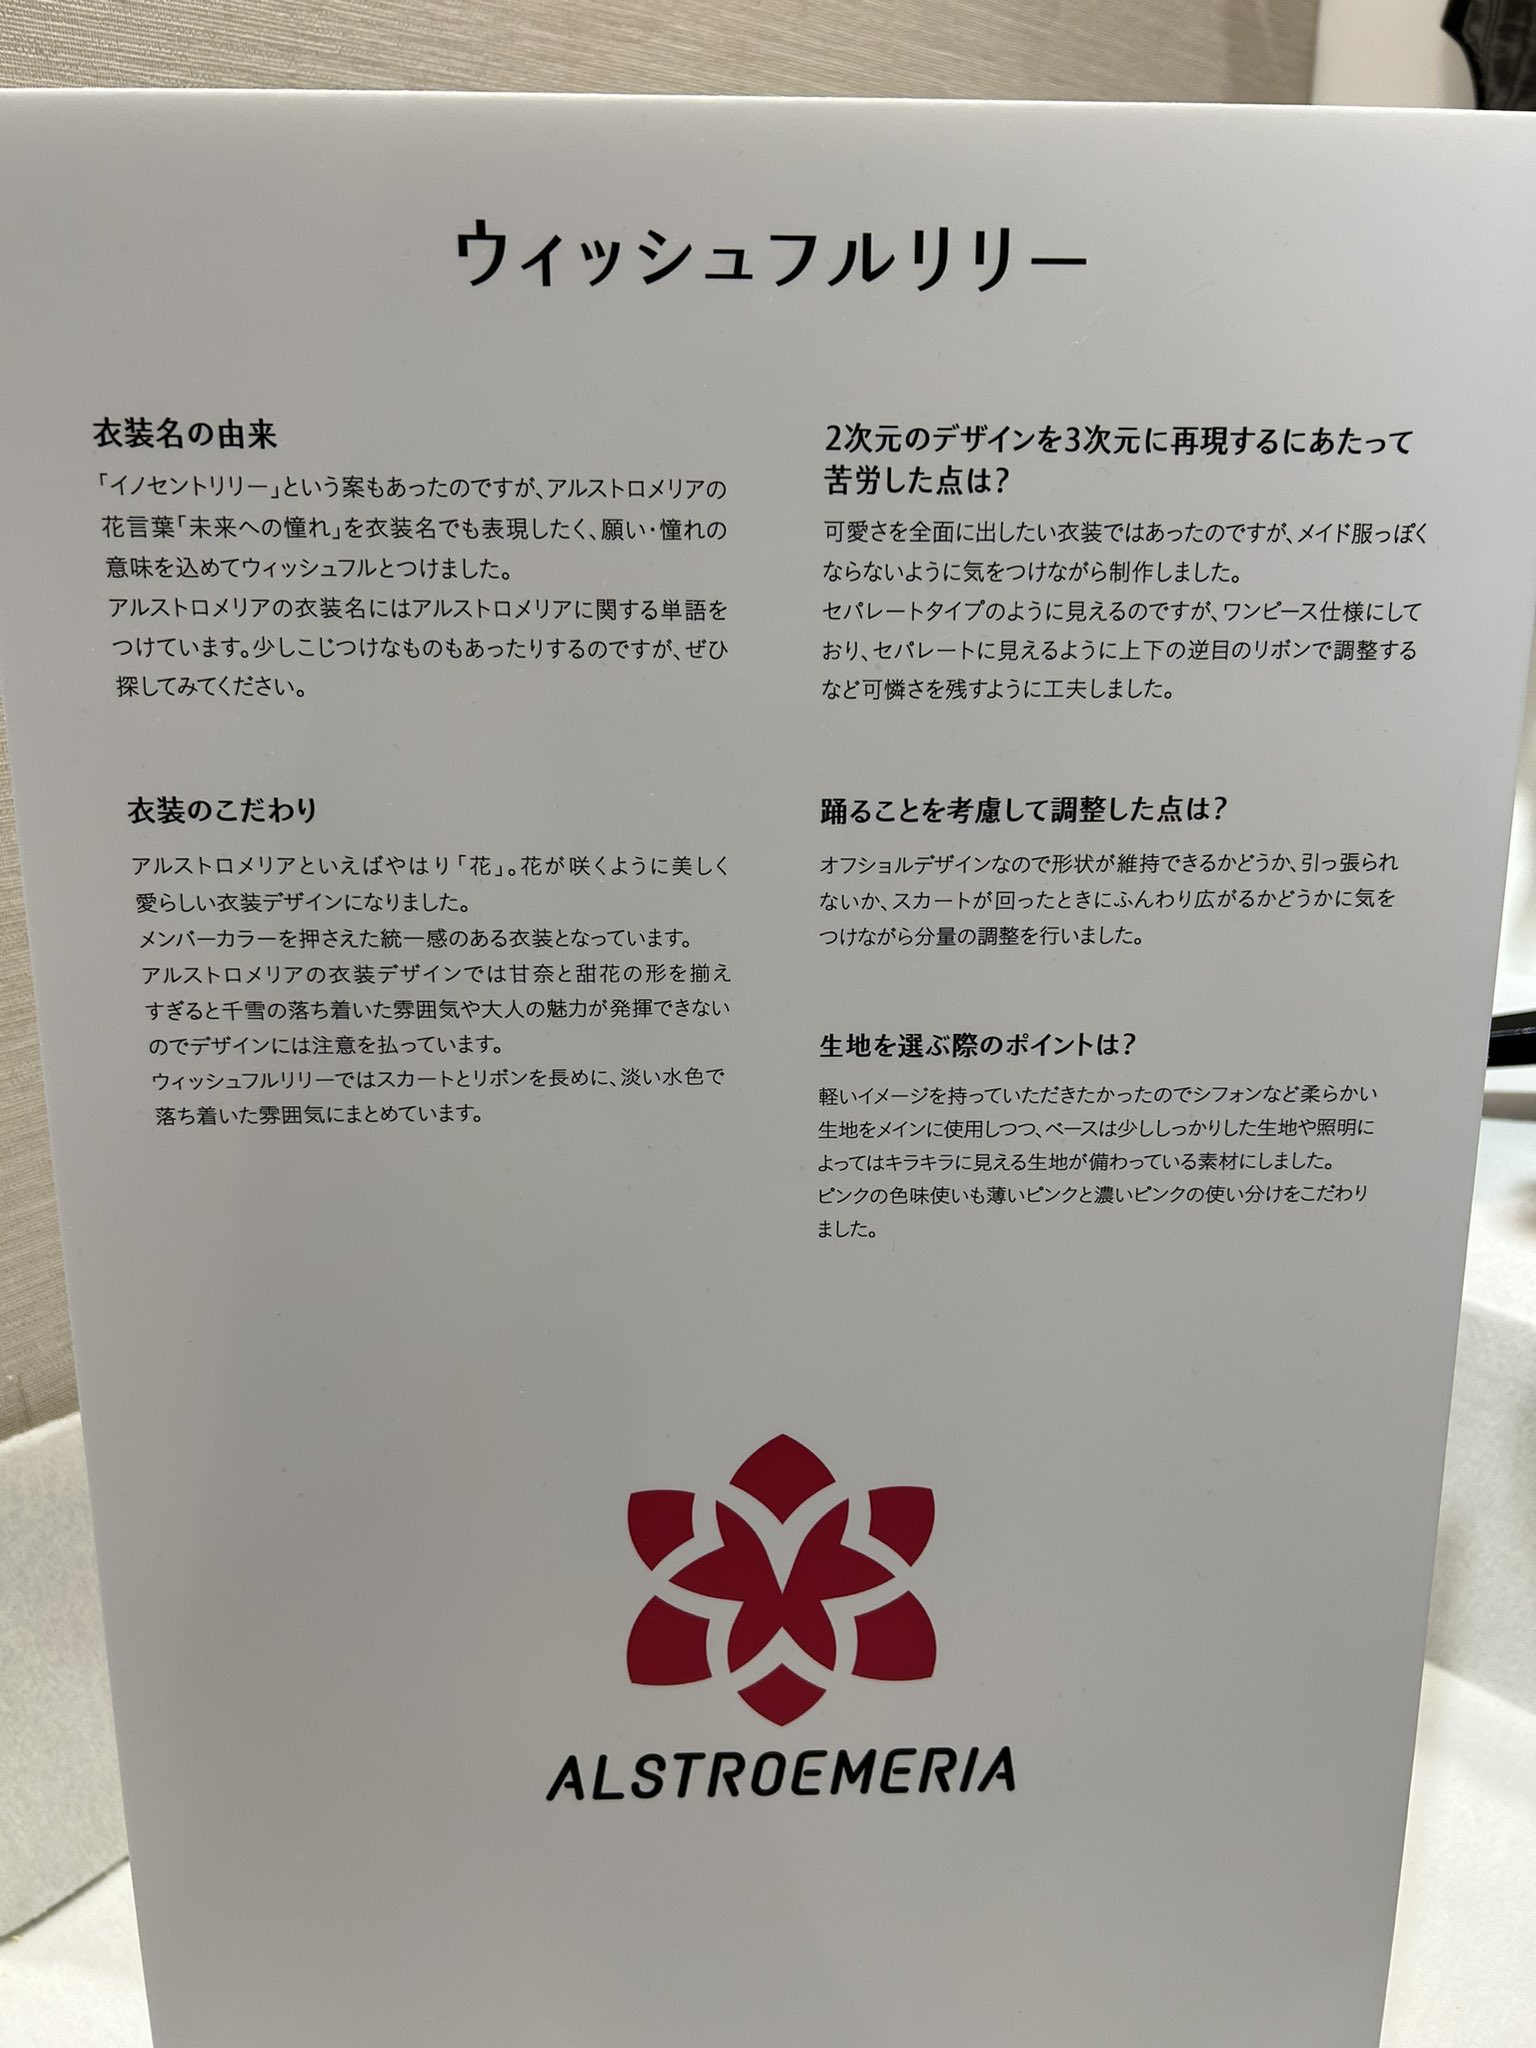 ウィッシュフルリリー
衣装名の由来
「イノセントリリー」という案もあったのですが、アルストロメリアの
花言葉「未来への憧れ」を衣装名でも表現したく、願い・憧れの
意味を込めてウィッシュフルとつけました。
アルストロメリアの衣装名にはアルストロメリアに関する単語を
つけています。少しこじつけなものもあったりするのですが、ぜひ
探してみてください。
衣装のこだわり
アルストロメリアといえばやはり「花」。花が咲くように美しく
愛らしい衣装デザインになりました。
メンバーカラーを押さえた統一感のある衣装となっています。
アルストロメリアの衣装デザインでは甘奈と甜花の形を揃え
すぎると千雪の落ち着いた雰囲気や大人の魅力が発揮できない
のでデザインには注意を払っています。
ウィッシュフルリリーではスカートとリボンを長めに、淡い水色で
落ち着いた雰囲気にまとめています。
2次元のデザインを3次元に再現するにあたって
苦労した点は？
可愛さを全面に出したい衣装ではあったのですが、メイド服っぽく
ならないように気をつけながら制作しました。
セパレートタイプのように見えるのですが、ワンピース仕様にして
おり、セパレートに見えるように上下の逆目のリボンで調整する
など可憐さを残すように工夫しました。
踊ることを考慮して調整した点は？
オフショルデザインなので形状が維持できるかどうか、引っ張られ
ないか、スカートが回ったときにふんわり広がるかどうかに気を
つけながら分量の調整を行いました。
生地を選ぶ際のポイントは？
軽いイメージを持っていただきたかったのでシフォンなど柔らかい
生地をメインに使用しつつ、ベースは少ししっかりした生地や照明に
よってはキラキラに見える生地が備わっている素材にしました。
ピンクの色味使いも薄いピンクと濃いピンクの使い分けをこだわり
ました。
ALSTROEMERIA